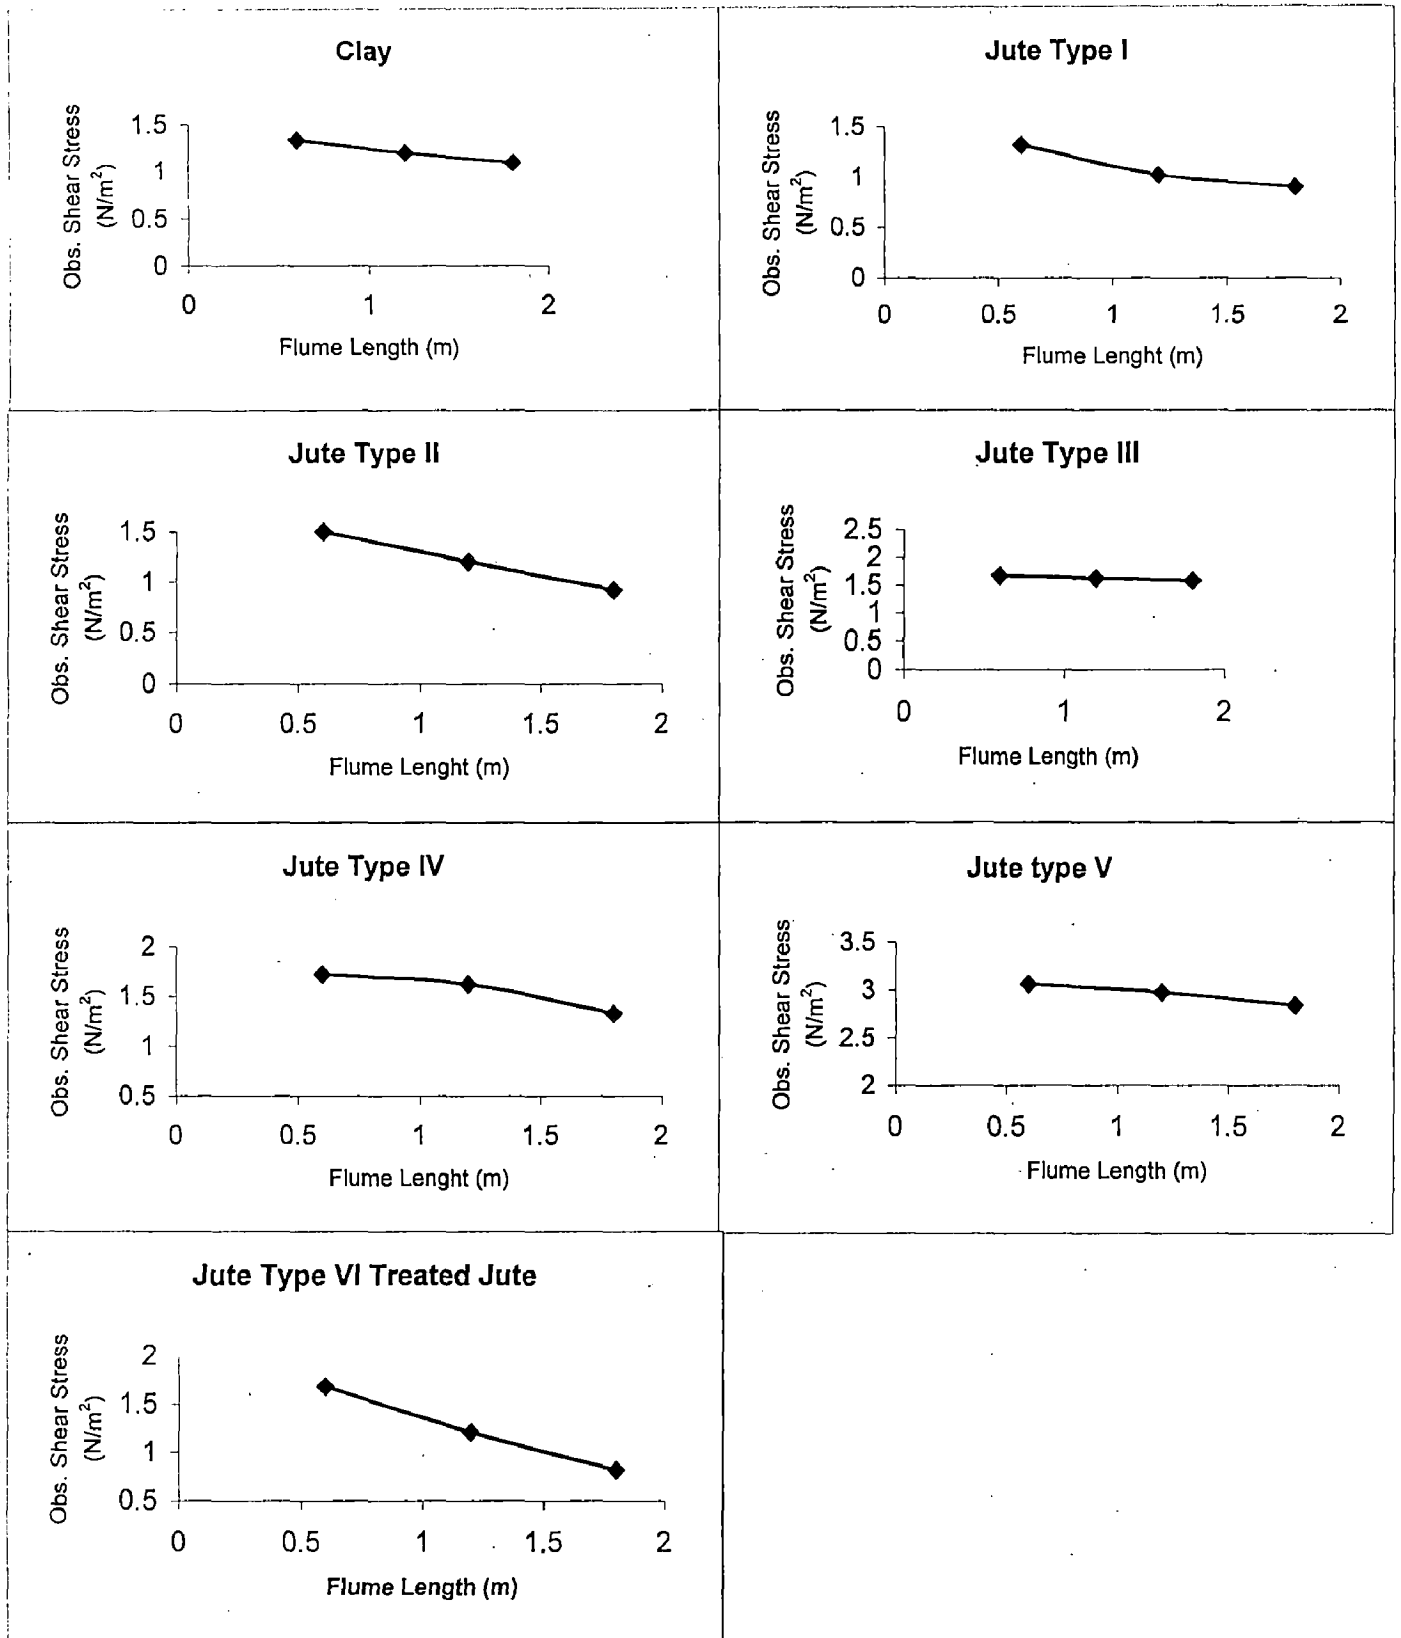 Clay
Obs. Shear Stress
(N/m²)
1.5
1
0.5
0
0 1 2
Flume Length (m)
Jute Type I
Obs. Shear Stress
(N/m²)
1.5
1
0.5
0
0 0.5 1 1.5 2
Flume Lenght (m)
Jute Type II
Obs. Shear Stress
(N/m²)
1.5
1
0.5
0
0 0.5 1 1.5 2
Flume Lenght (m)
Jute Type III
Obs. Shear Stress
(N/m²)
2.5
2
1.5
1
0.5
0
0 1 2
Flume Length (m)
Jute Type IV
Obs. Shear Stress
(N/m²)
2
1.5
1
0.5
0 0.5 1 1.5 2
Flume Lenght (m)
Jute type V
Obs. Shear Stress
(N/m²)
3.5
3
2.5
2
0 0.5 1 1.5 2
Flume Length (m)
Jute Type VI Treated Jute
Obs. Shear Stress
(N/m²)
2
1.5
1
0.5
0 0.5 1 1.5 2
Flume Length (m)